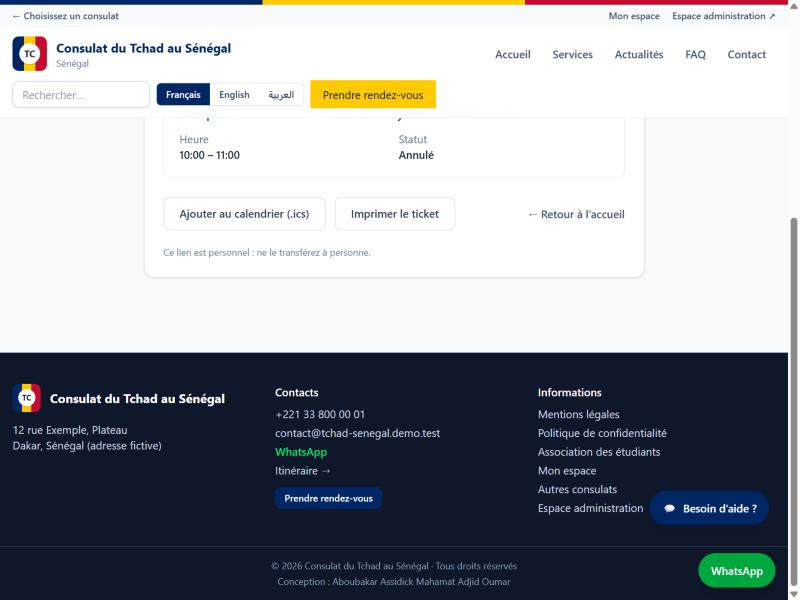 ← Choisissez un consulat
Mon espace
Espace administration ↗
TC
Consulat du Tchad au Sénégal
Sénégal
Accueil
Services
Actualités
FAQ
Contact
Rechercher...
Français
English
العربية
Prendre rendez-vous
Heure
10:00 – 11:00
Statut
Annulé
Ajouter au calendrier (.ics)
Imprimer le ticket
← Retour à l'accueil
Ce lien est personnel : ne le transférez à personne.
TC
Consulat du Tchad au Sénégal
12 rue Exemple, Plateau
Dakar, Sénégal (adresse fictive)
Contacts
+221 33 800 00 01
contact@tchad-senegal.demo.test
WhatsApp
Itinéraire →
Prendre rendez-vous
Informations
Mentions légales
Politique de confidentialité
Association des étudiants
Mon espace
Autres consulats
Espace administration
Besoin d'aide ?
© 2026 Consulat du Tchad au Sénégal · Tous droits réservés
Conception : Aboubakar Assidick Mahamat Adjid Oumar
WhatsApp